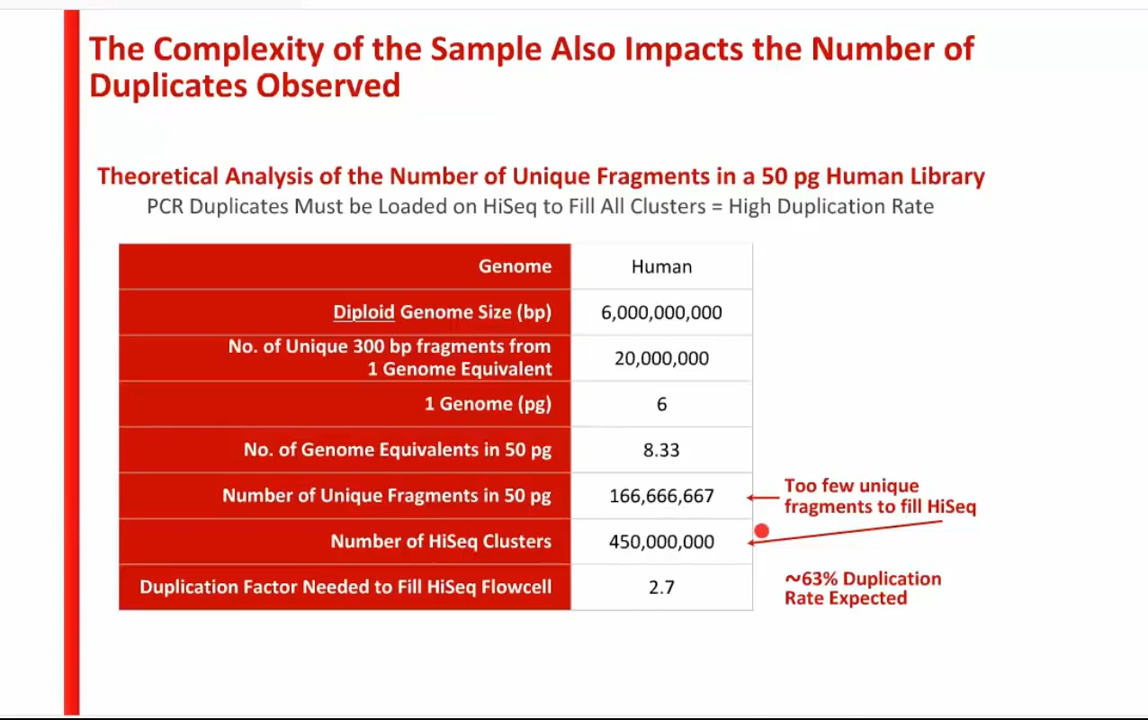 The Complexity of the Sample Also Impacts the Number of
Duplicates Observed
Theoretical Analysis of the Number of Unique Fragments in a 50 pg Human Library
PCR Duplicates Must be Loaded on HiSeq to Fill All Clusters = High Duplication Rate
Genome Human
Diploid Genome Size (bp) 6,000,000,000
No. of Unique 300 bp fragments from
1 Genome Equivalent 20,000,000
1 Genome (pg) 6
No. of Genome Equivalents in 50 pg 8.33
Number of Unique Fragments in 50 pg 166,666,667
Too few unique
fragments to fill HiSeq
Number of HiSeq Clusters 450,000,000
Duplication Factor Needed to Fill HiSeq Flowcell 2.7
~63% Duplication
Rate Expected